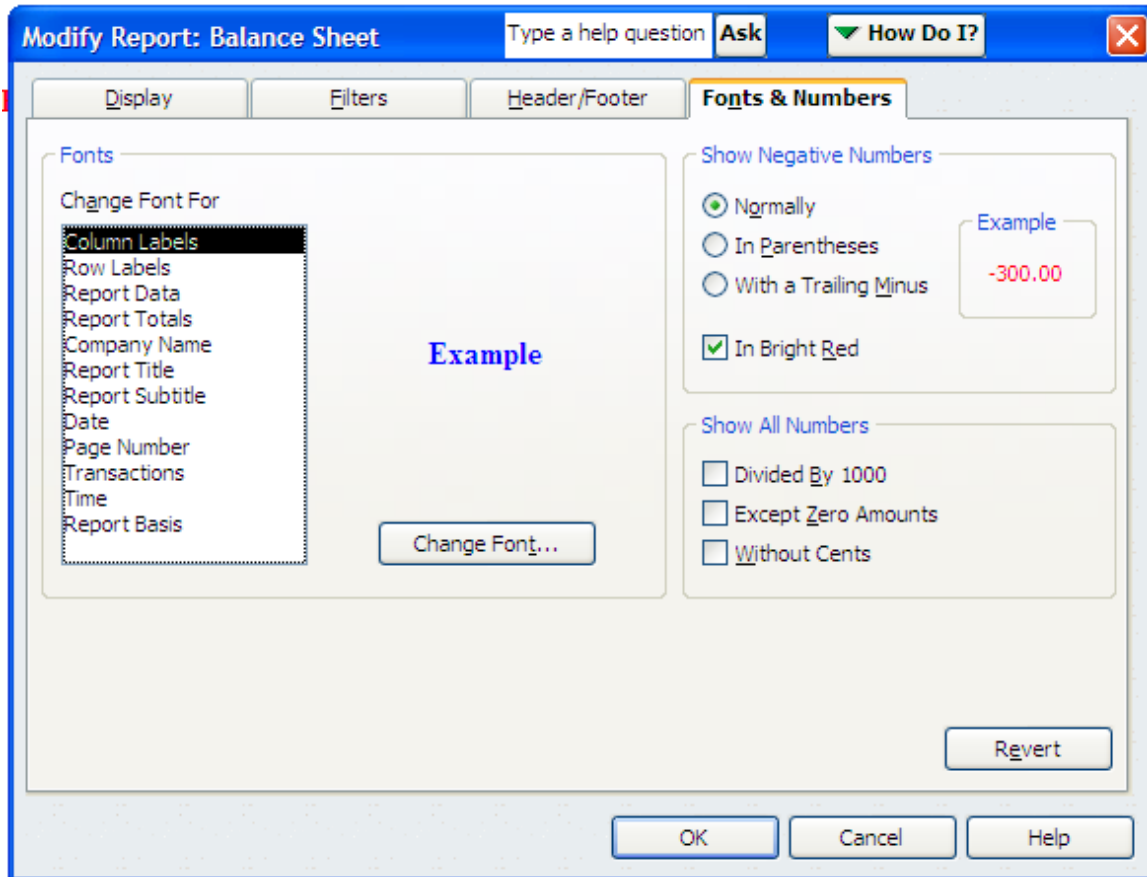 Modify Report: Balance Sheet
Type a help question
Ask
How Do I?
Display
Filters
Header/Footer
Fonts & Numbers
Fonts
Change Font For
Column Labels
Row Labels
Report Data
Report Totals
Company Name
Report Title
Report Subtitle
Date
Page Number
Transactions
Time
Report Basis
Example
Change Font...
Show Negative Numbers
Normally
In Parentheses
With a Trailing Minus
In Bright Red
Example
-300.00
Show All Numbers
Divided By 1000
Except Zero Amounts
Without Cents
Revert
OK
Cancel
Help